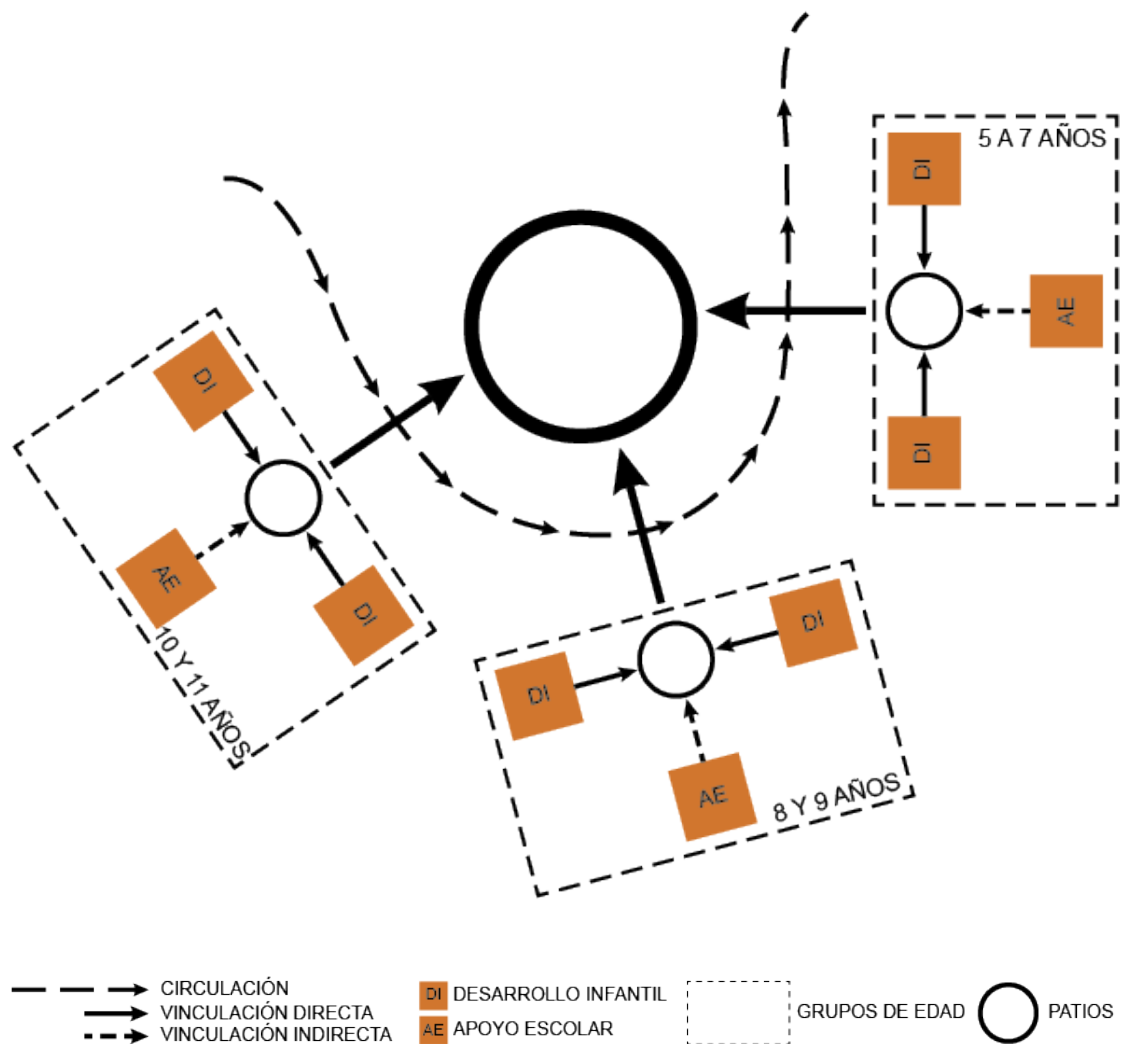 5 A 7 AÑOS
DI
AE
DI
DI
AE
DI
10 Y 11 AÑOS
DI
DI
AE
8 Y 9 AÑOS
CIRCULACIÓN
VINCULACIÓN DIRECTA
VINCULACIÓN INDIRECTA
DI DESARROLLO INFANTIL
AE APOYO ESCOLAR
GRUPOS DE EDAD
PATIOS